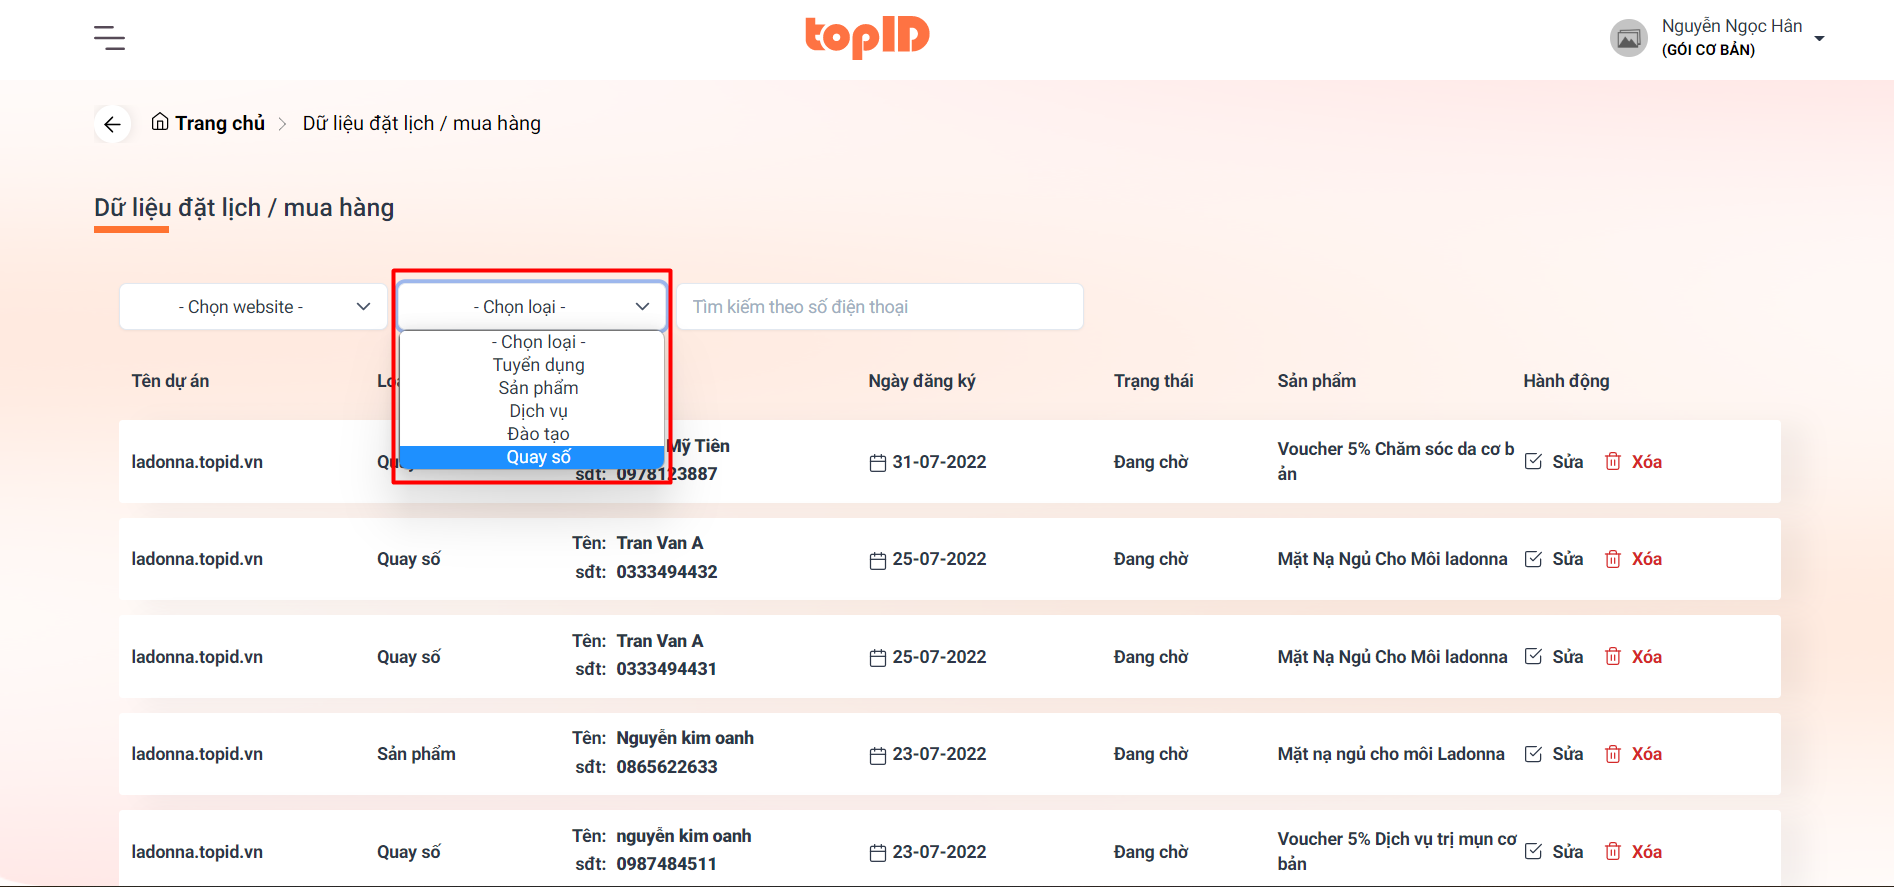 topID
Nguyễn Ngọc Hân
(GÓI CƠ BẢN)
Trang chủ > Dữ liệu đặt lịch / mua hàng
Dữ liệu đặt lịch / mua hàng
- Chọn website -
- Chọn loại -
Tìm kiếm theo số điện thoại
- Chọn loại -
Tuyển dụng
Sản phẩm
Dịch vụ
Đào tạo
Quay số
Tên dự án Ngày đăng ký Trạng thái Sản phẩm Hành động
ladonna.topid.vn
Mỹ Tiên
sđt: 0978123887
31-07-2022
Đang chờ
Voucher 5% Chăm sóc da cơ b
ản
Sửa Xóa
ladonna.topid.vn
Quay số
Tên: Tran Van A
sđt: 0333494432
25-07-2022
Đang chờ
Mặt Nạ Ngủ Cho Môi ladonna
Sửa Xóa
ladonna.topid.vn
Quay số
Tên: Tran Van A
sđt: 0333494431
25-07-2022
Đang chờ
Mặt Nạ Ngủ Cho Môi ladonna
Sửa Xóa
ladonna.topid.vn
Sản phẩm
Tên: Nguyễn kim oanh
sđt: 0865622633
23-07-2022
Đang chờ
Mặt nạ ngủ cho môi Ladonna
Sửa Xóa
ladonna.topid.vn
Quay số
Tên: nguyễn kim oanh
sđt: 0987484511
23-07-2022
Đang chờ
Voucher 5% Dịch vụ trị mụn cơ
bản
Sửa Xóa